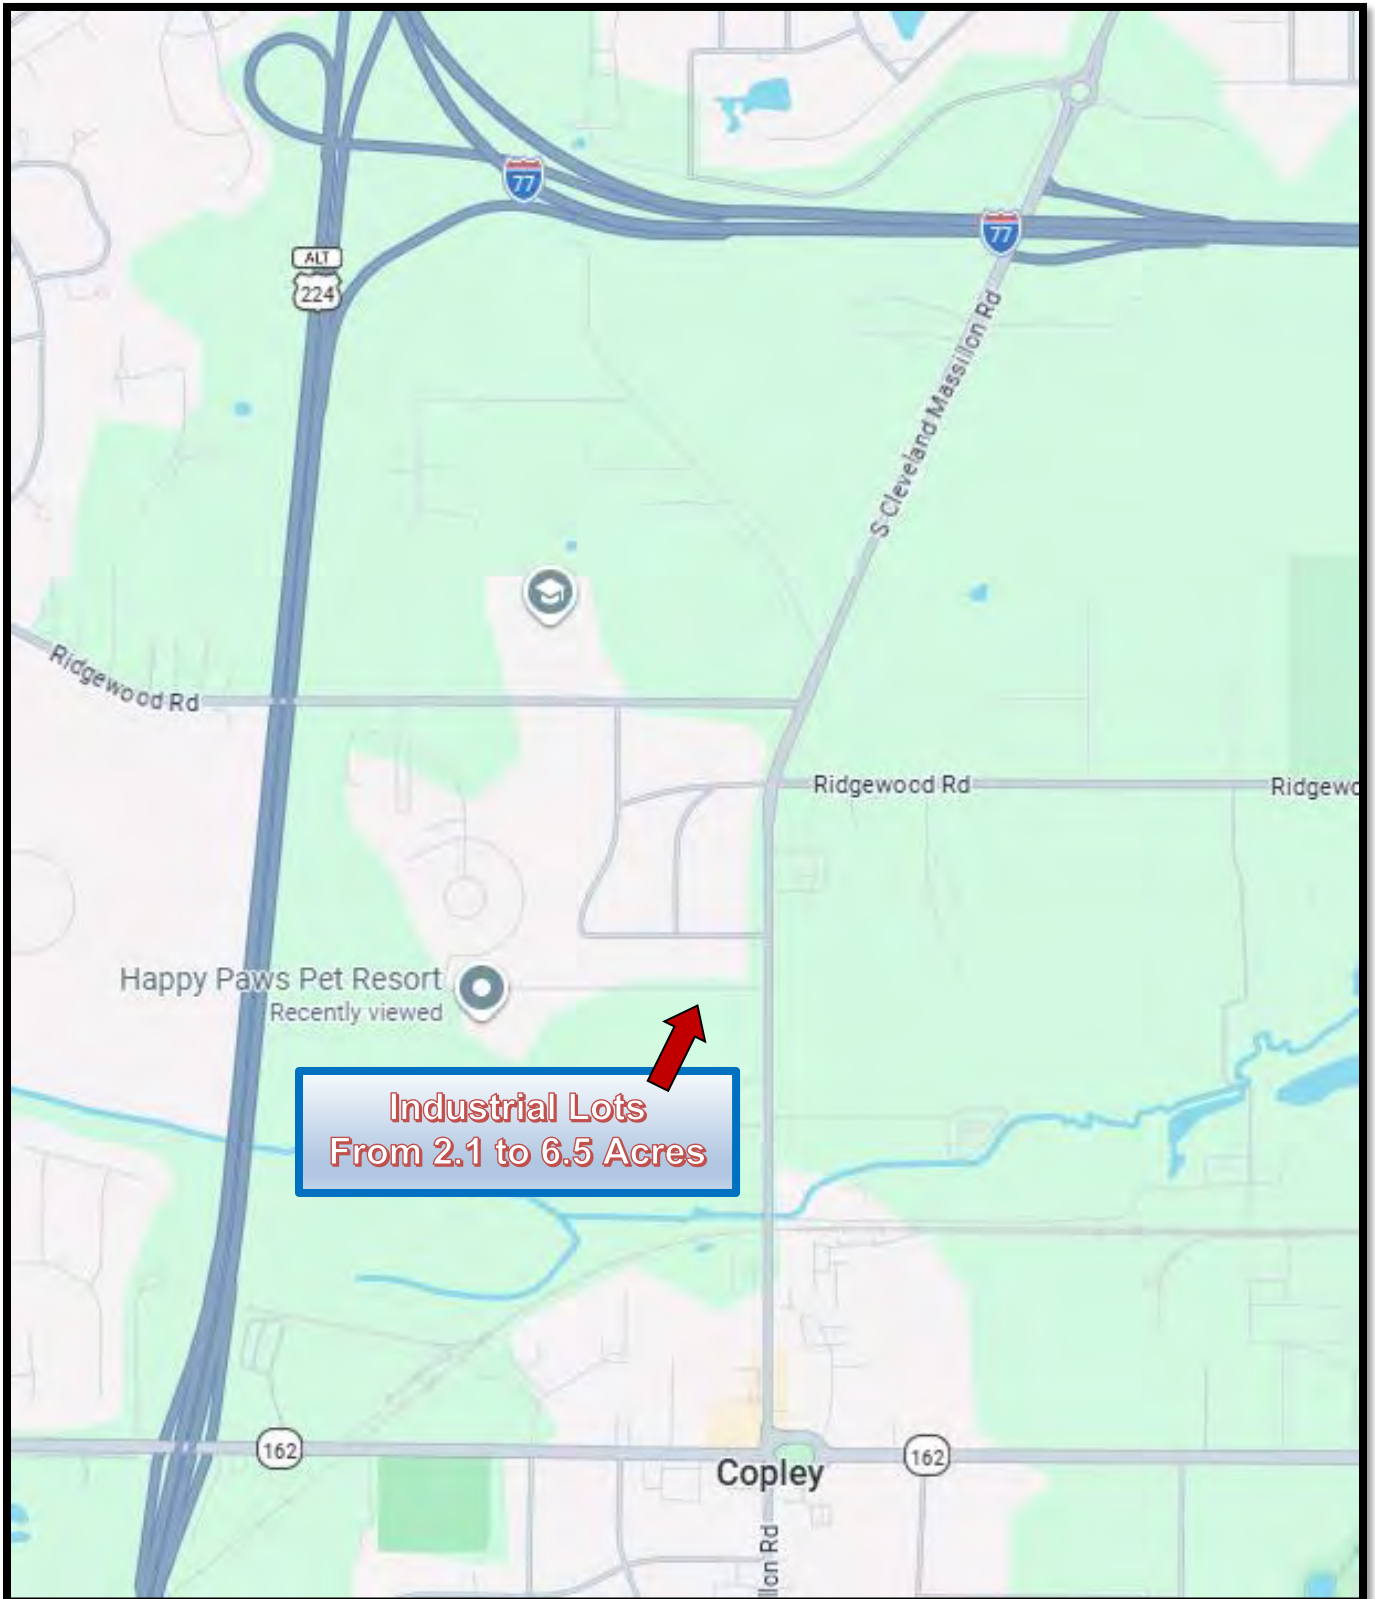 77
77
ALT
224
S Cleveland Massillon Rd
Ridgewood Rd
Ridgewood Rd
Ridgewo
Happy Paws Pet Resort
Recently viewed
Industrial Lots
From 2.1 to 6.5 Acres
162
162
Copley
llon Rd